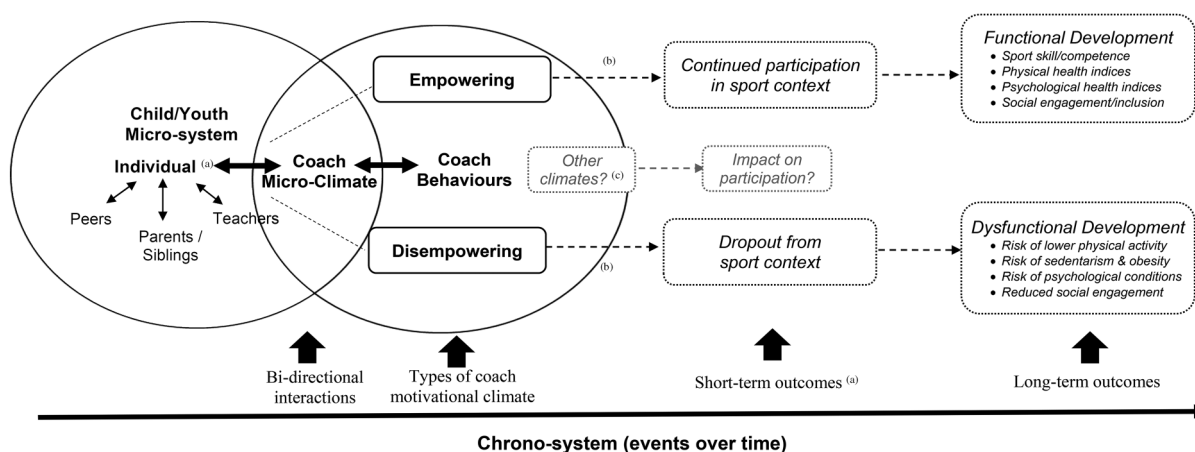 Child/Youth
Micro-system
Individual (a)
Peers
Parents /
Siblings
Teachers
Coach
Micro-Climate
Coach
Behaviours
Empowering
(b)
Continued participation
in sport context
Functional Development
• Sport skill/competence
• Physical health indices
• Psychological health indices
• Social engagement/inclusion
Other
climates? (c)
Impact on
participation?
Disempowering
(b)
Dropout from
sport context
Dysfunctional Development
• Risk of lower physical activity
• Risk of sedentarism & obesity
• Risk of psychological conditions
• Reduced social engagement
Bi-directional
interactions
Types of coach
motivational climate
Short-term outcomes (a)
Long-term outcomes
Chrono-system (events over time)